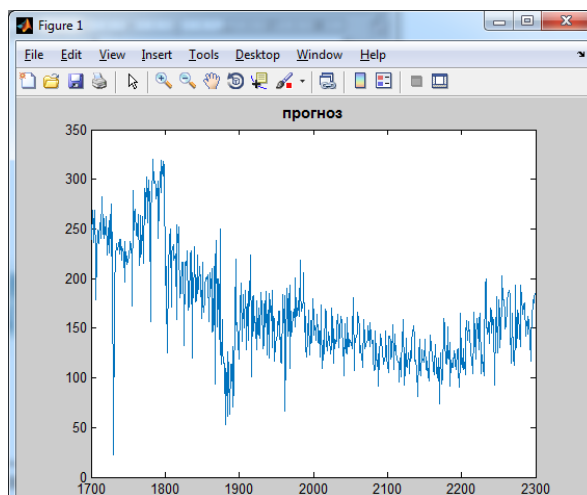 Figure 1
File Edit View Insert Tools Desktop Window Help
прогноз
350
300
250
200
150
100
50
0
1700 1800 1900 2000 2100 2200 2300